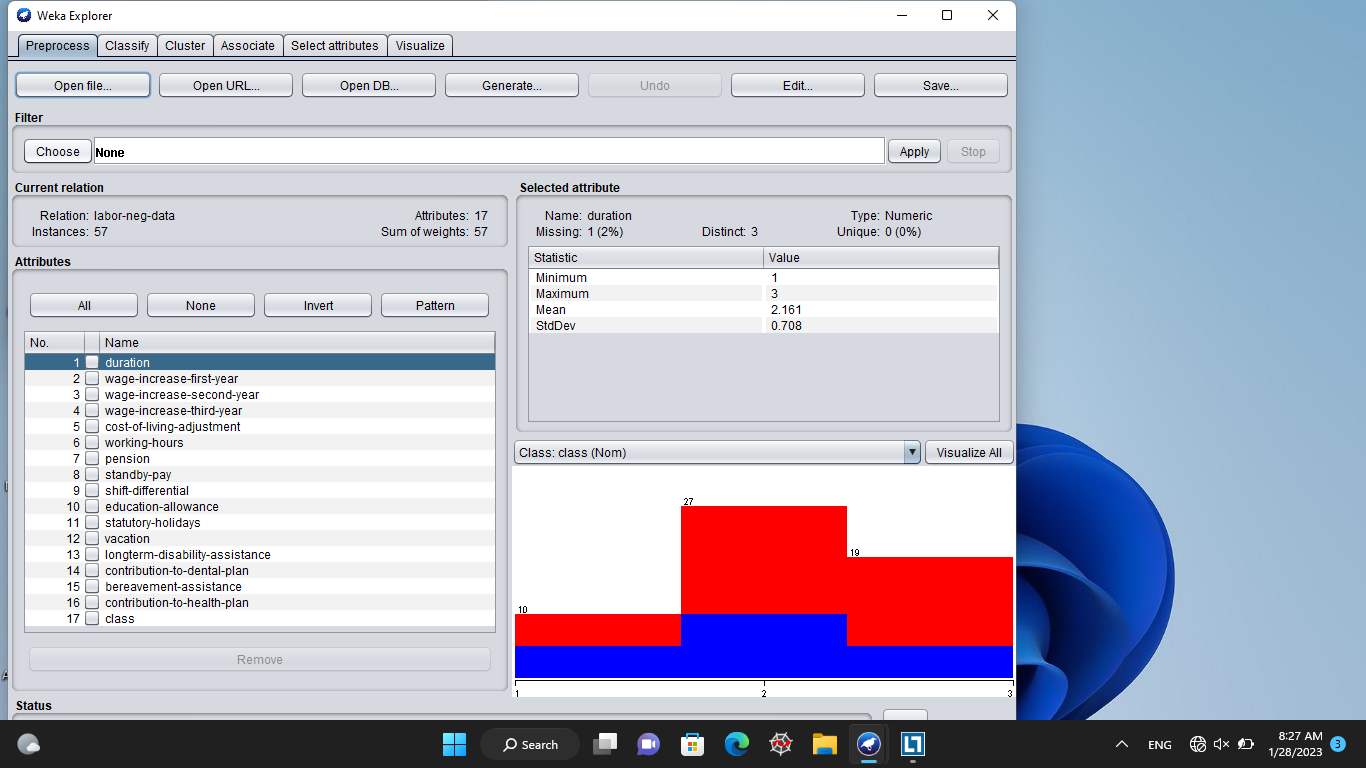 Weka Explorer
Preprocess Classify Cluster Associate Select attributes Visualize
Open file... Open URL... Open DB... Generate... Undo Edit... Save...
Filter
Choose None Apply Stop
Current relation
Relation: labor-neg-data Attributes: 17
Instances: 57 Sum of weights: 57
Attributes
All None Invert Pattern
No. Name
1 duration
2 wage-increase-first-year
3 wage-increase-second-year
4 wage-increase-third-year
5 cost-of-living-adjustment
6 working-hours
7 pension
8 standby-pay
9 shift-differential
10 education-allowance
11 statutory-holidays
12 vacation
13 longterm-disability-assistance
14 contribution-to-dental-plan
15 bereavement-assistance
16 contribution-to-health-plan
17 class
Remove
Selected attribute
Name: duration Type: Numeric
Missing: 1 (2%) Distinct: 3 Unique: 0 (0%)
Statistic Value
Minimum 1
Maximum 3
Mean 2.161
StdDev 0.708
Class: class (Nom) Visualize All
27
19
10
1 2 3
Status
Search
ENG
8:27 AM
1/28/2023
3